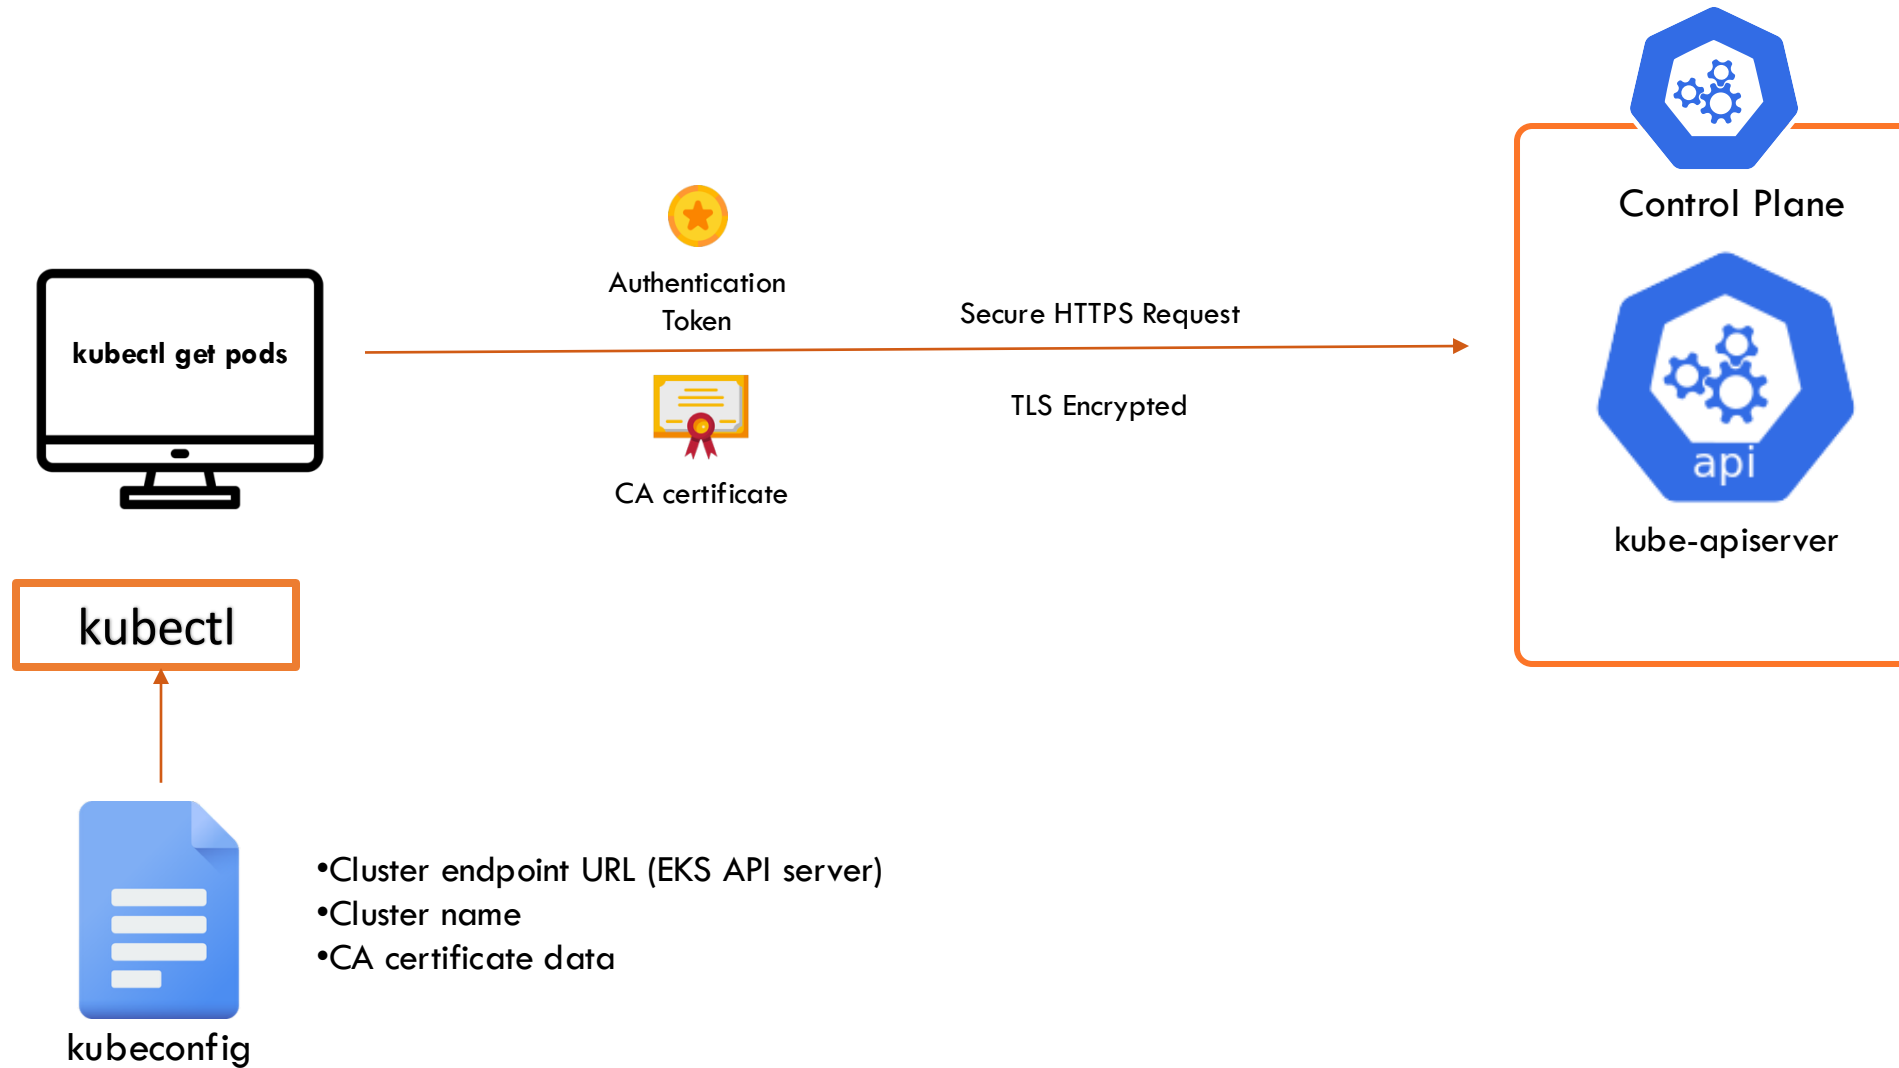 Control Plane
Authentication
Token
Secure HTTPS Request
kubectl get pods
TLS Encrypted
api
CA certificate
kube-apiserver
kubectl
•Cluster endpoint URL (EKS API server)
•Cluster name
•CA certificate data
kubeconfig